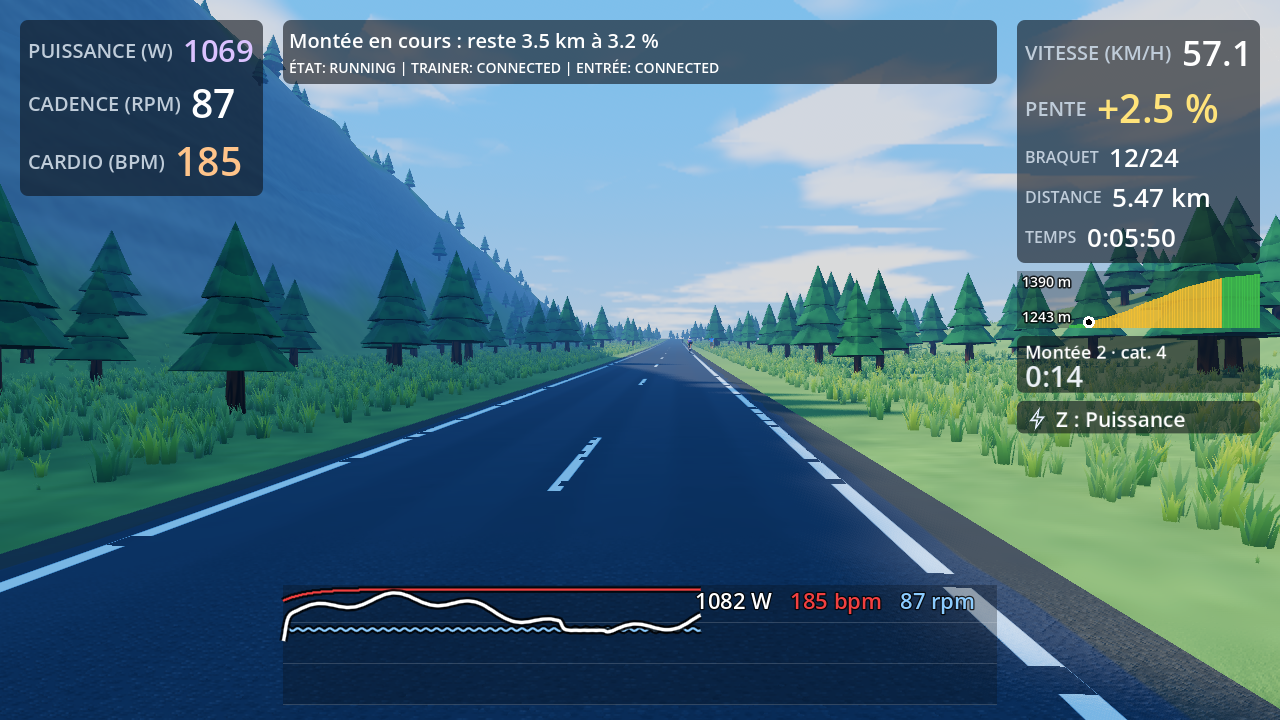 PUISSANCE (W) 1069
CADENCE (RPM) 87
CARDIO (BPM) 185
Montée en cours : reste 3.5 km à 3.2 %
ÉTAT: RUNNING | TRAINER: CONNECTED | ENTRÉE: CONNECTED
VITESSE (KM/H) 57.1
PENTE +2.5 %
BRAQUET 12/24
DISTANCE 5.47 km
TEMPS 0:05:50
1390 m
1243 m
Montée 2 · cat. 4
0:14
Z : Puissance
1082 W 185 bpm 87 rpm